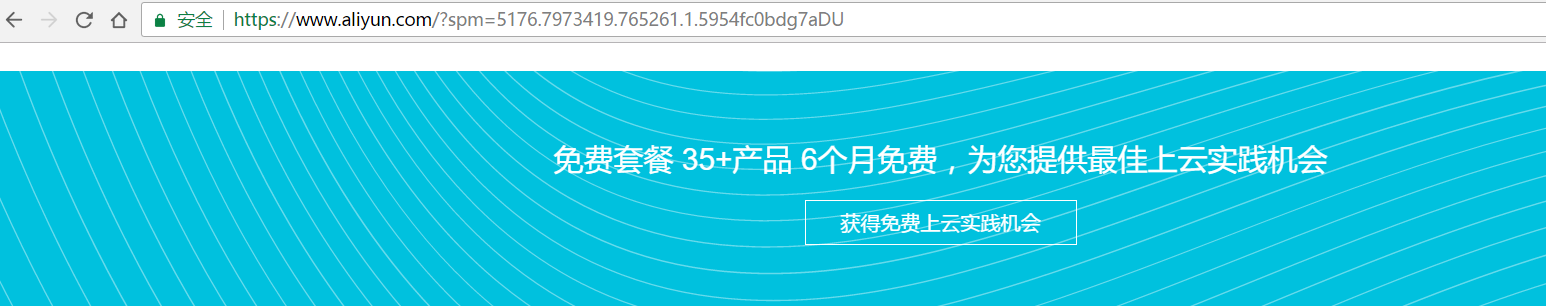 安全 https://www.aliyun.com/?spm=5176.7973419.765261.1.5954fc0bdg7aDU
免费套餐 35+产品 6个月免费，为您提供最佳上云实践机会
获得免费上云实践机会